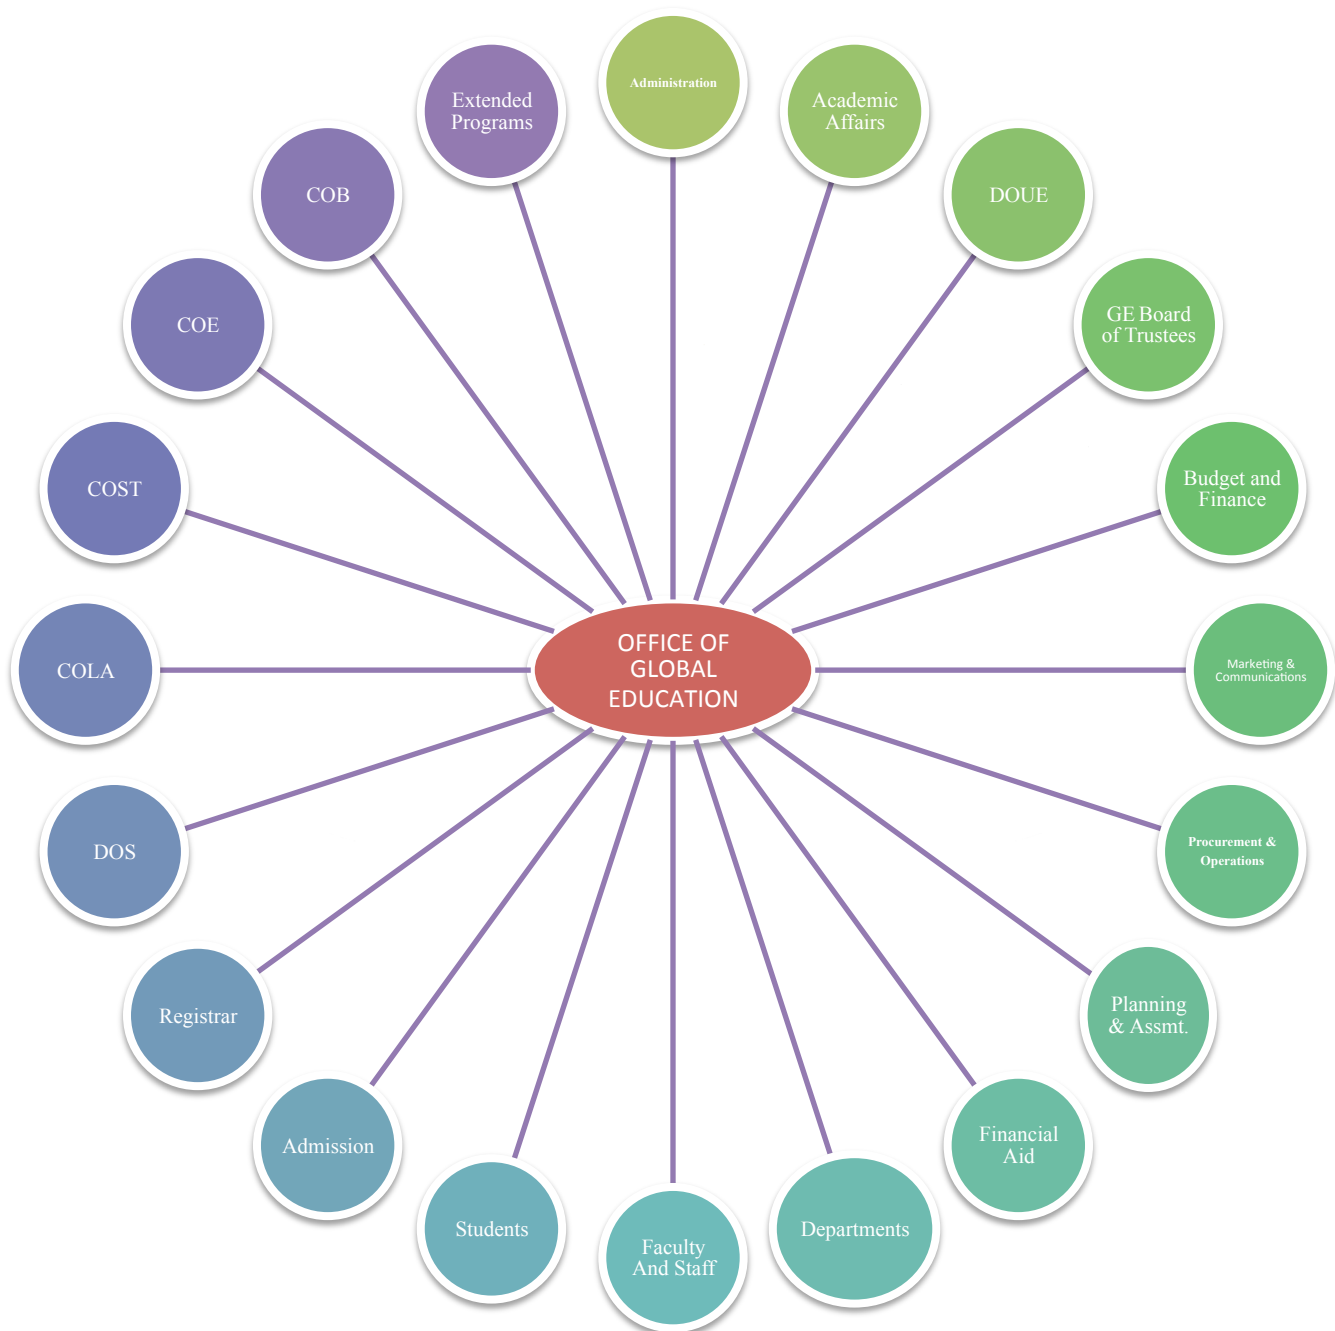 Administration
Academic
Affairs
DOUE
GE Board
of Trustees
Budget and
Finance
Marketing &
Communications
Procurement &
Operations
Planning
& Assmt.
Financial
Aid
Departments
Faculty
And Staff
Students
Admission
Registrar
DOS
COLA
COST
COE
COB
Extended
Programs
OFFICE OF
GLOBAL
EDUCATION